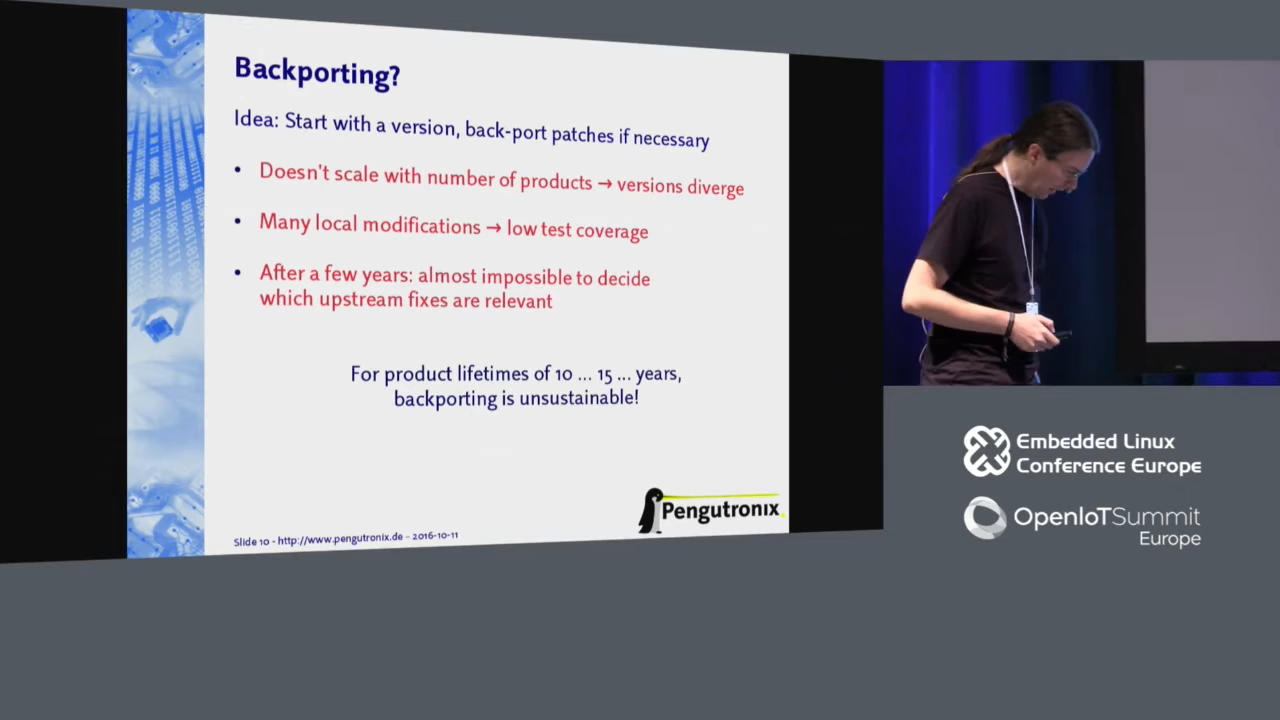 Backporting?
Idea: Start with a version, back-port patches if necessary
• Doesn't scale with number of products → versions diverge
• Many local modifications → low test coverage
• After a few years: almost impossible to decide
which upstream fixes are relevant
For product lifetimes of 10 ... 15 ... years,
backporting is unsustainable!
Pengutronix
Slide 10 - http://www.pengutronix.de - 2016-10-11
Embedded Linux
Conference Europe
OpenIoTSummit
Europe